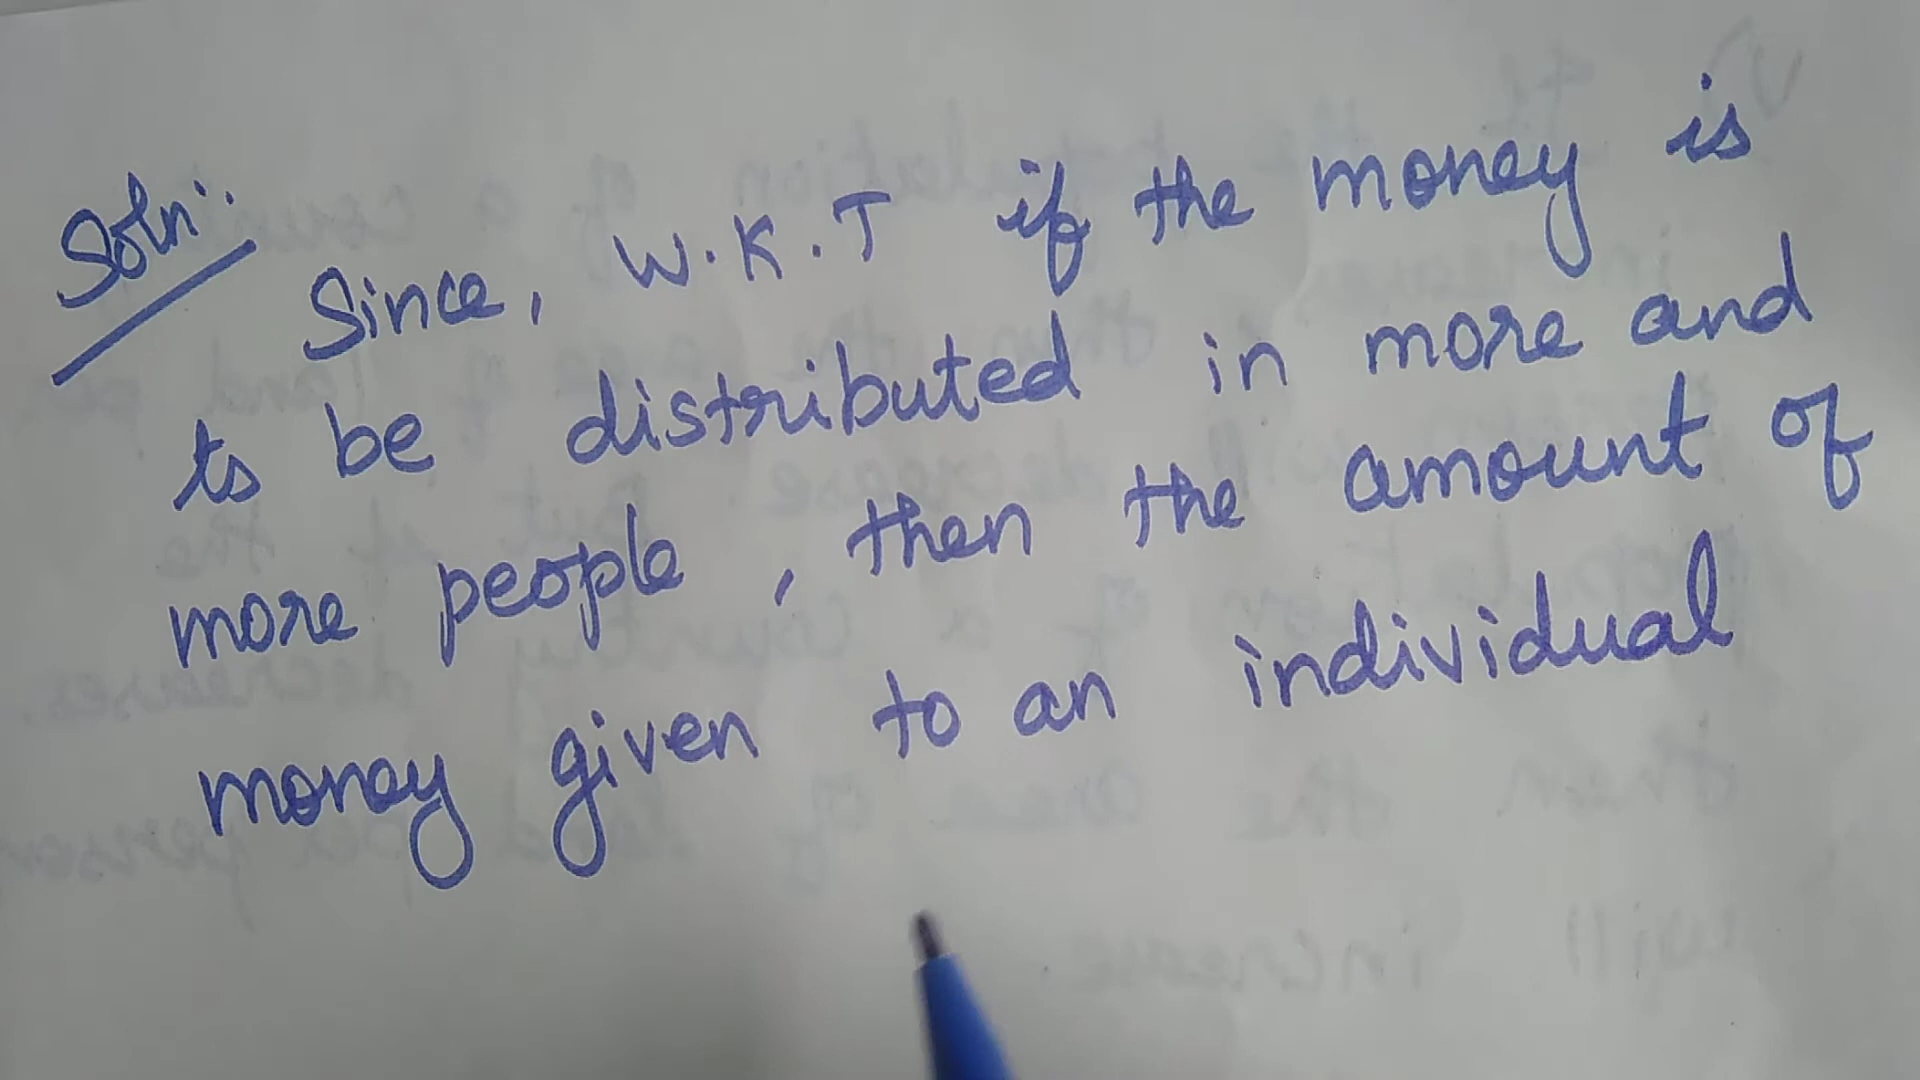 Soln:
Since, W.K.T if the money is
to be distributed in more and
more people, then the amount of
money given to an individual